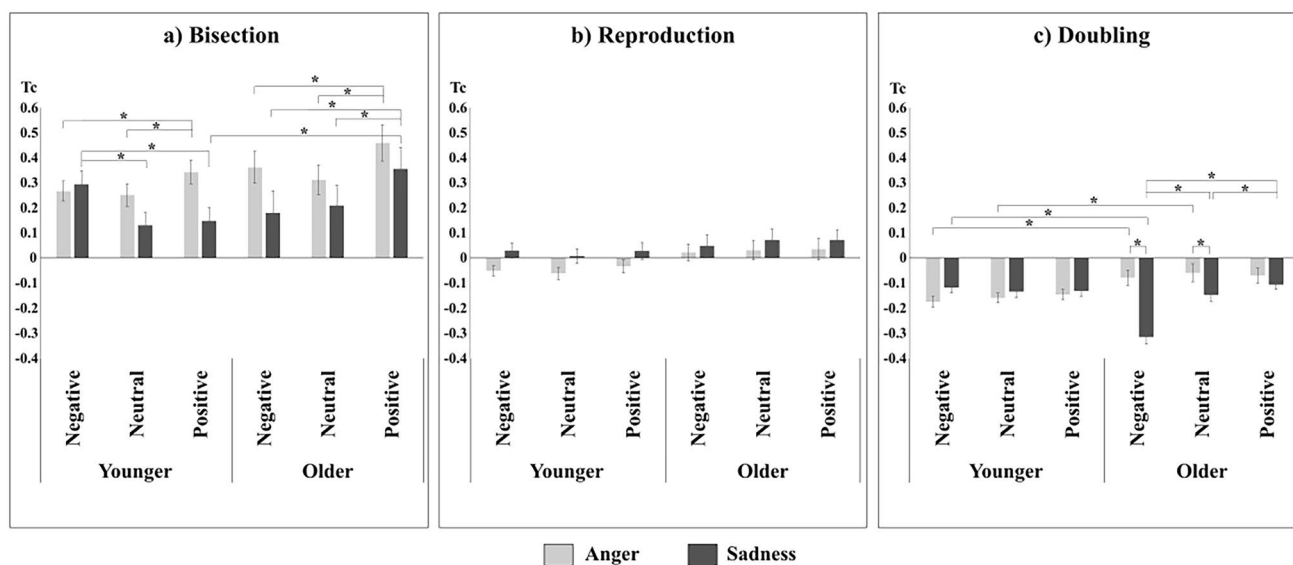 a) Bisection
Tc
0.6
0.5
0.4
0.3
0.2
0.1
0
-0.1
-0.2
-0.3
-0.4
* * * * * * * * *
Negative
Neutral
Positive
Negative
Neutral
Positive
Younger
Older
b) Reproduction
Tc
0.6
0.5
0.4
0.3
0.2
0.1
0
-0.1
-0.2
-0.3
-0.4
Negative
Neutral
Positive
Negative
Neutral
Positive
Younger
Older
c) Doubling
Tc
0.6
0.5
0.4
0.3
0.2
0.1
0
-0.1
-0.2
-0.3
-0.4
* * * * * * * *
Negative
Neutral
Positive
Negative
Neutral
Positive
Younger
Older
Anger
Sadness